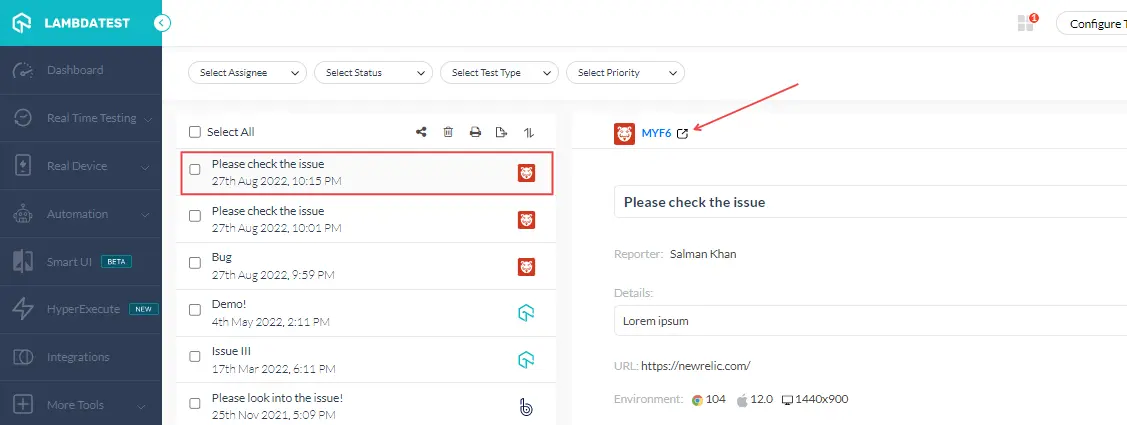 LAMBDATEST
1
Configure T
Dashboard
Real Time Testing
Real Device
Automation
Smart UI BETA
HyperExecute NEW
Integrations
More Tools
Select Assignee Select Status Select Test Type Select Priority
Select All
Please check the issue
27th Aug 2022, 10:15 PM
Please check the issue
27th Aug 2022, 10:01 PM
Bug
27th Aug 2022, 9:59 PM
Demo!
4th May 2022, 2:11 PM
Issue III
17th Mar 2022, 6:11 PM
Please look into the issue!
25th Nov 2021, 5:09 PM
MYF6
Please check the issue
Reporter: Salman Khan
Details:
Lorem ipsum
URL: https://newrelic.com/
Environment: 104 12.0 1440x900